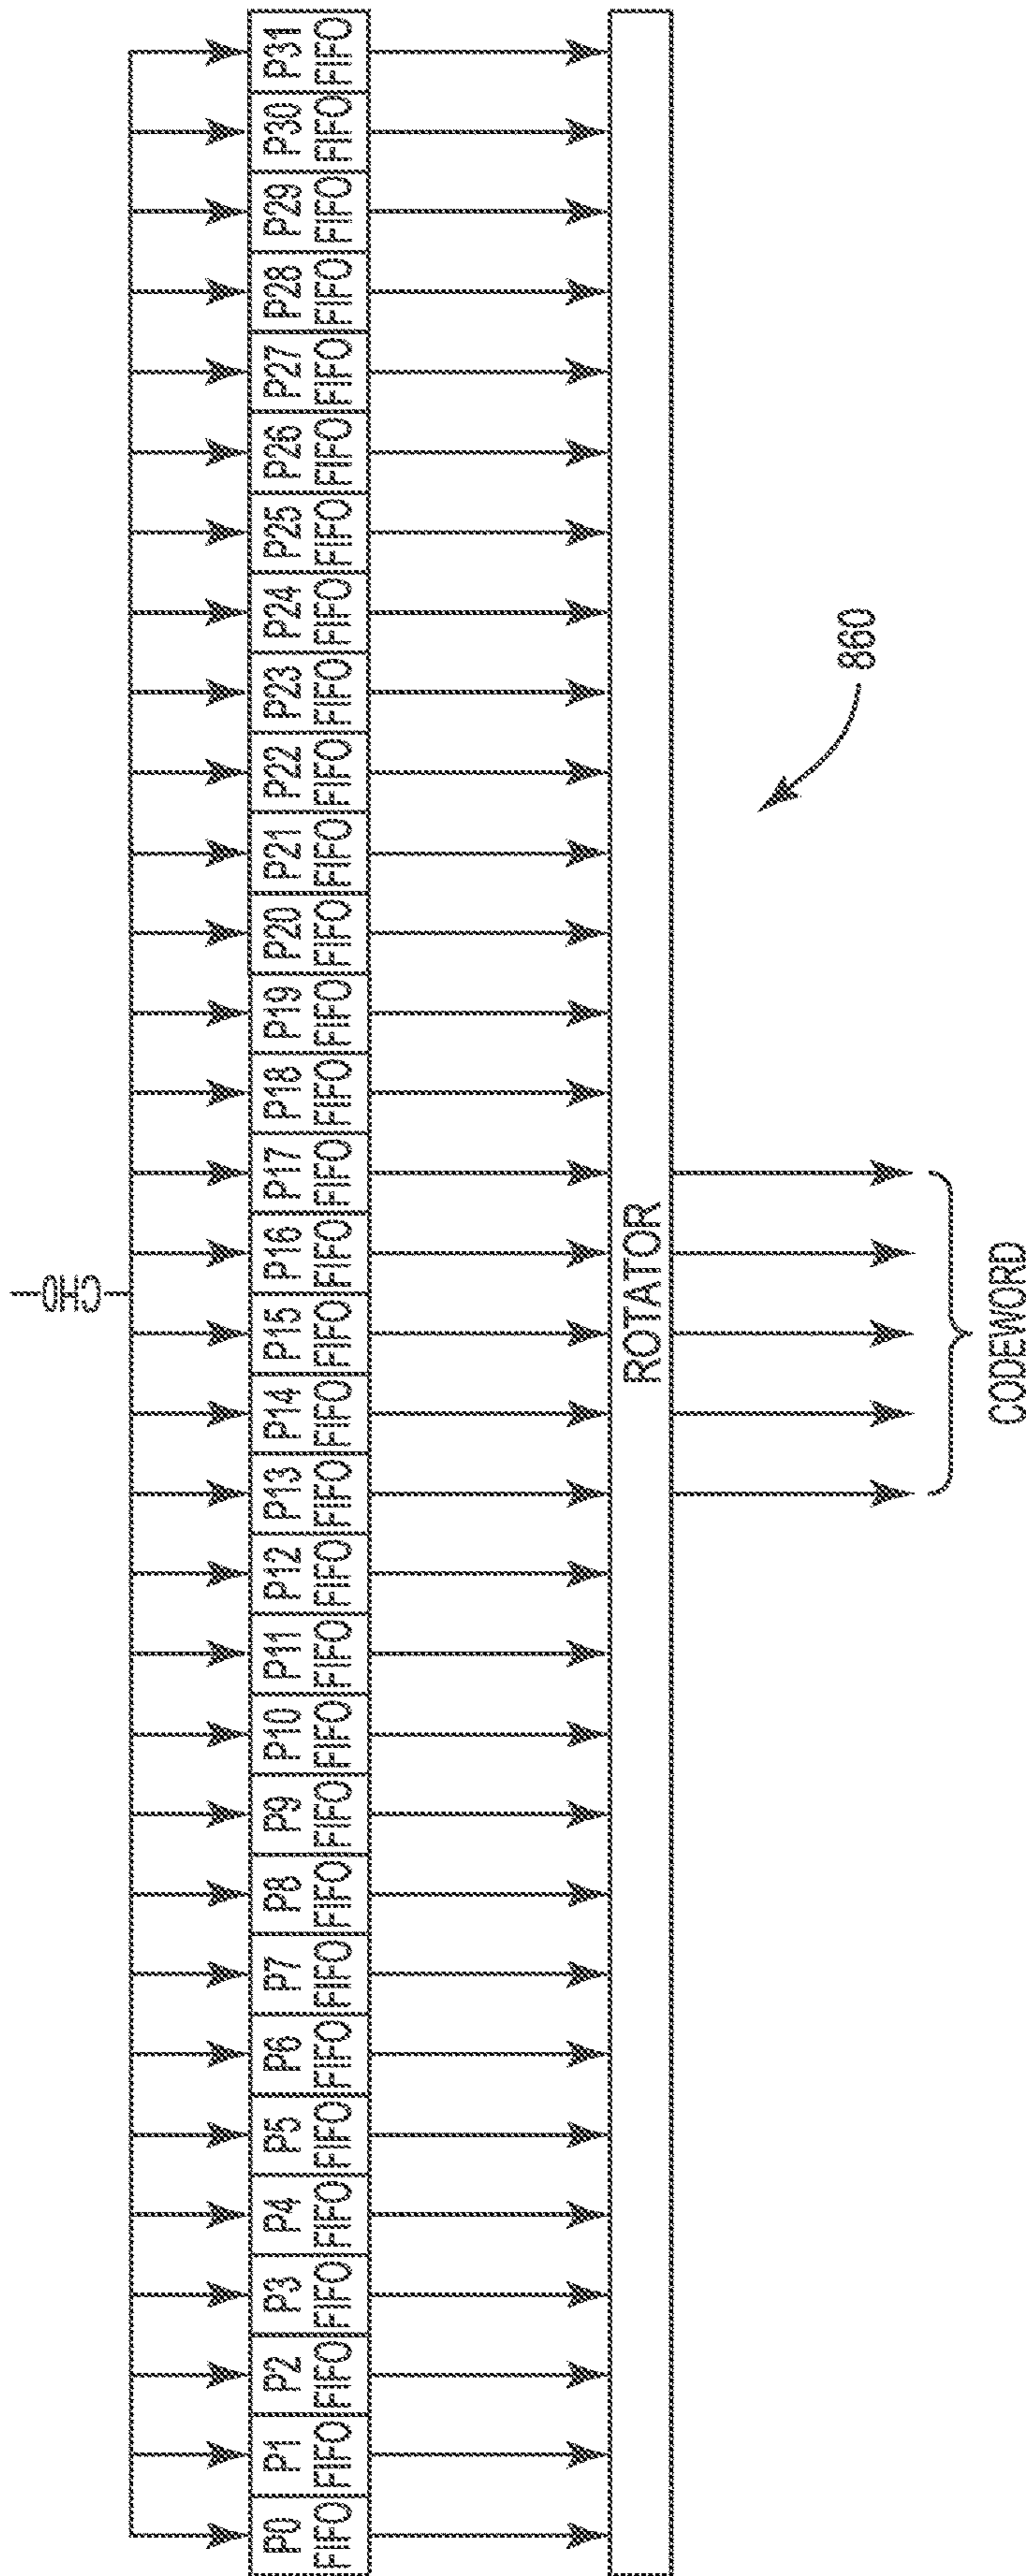 CH0
P0 FIFO
P1 FIFO
P2 FIFO
P3 FIFO
P4 FIFO
P5 FIFO
P6 FIFO
P7 FIFO
P8 FIFO
P9 FIFO
P10 FIFO
P11 FIFO
P12 FIFO
P13 FIFO
P14 FIFO
P15 FIFO
P16 FIFO
P17 FIFO
P18 FIFO
P19 FIFO
P20 FIFO
P21 FIFO
P22 FIFO
P23 FIFO
P24 FIFO
P25 FIFO
P26 FIFO
P27 FIFO
P28 FIFO
P29 FIFO
P30 FIFO
P31 FIFO
ROTATOR
860
CODEWORD